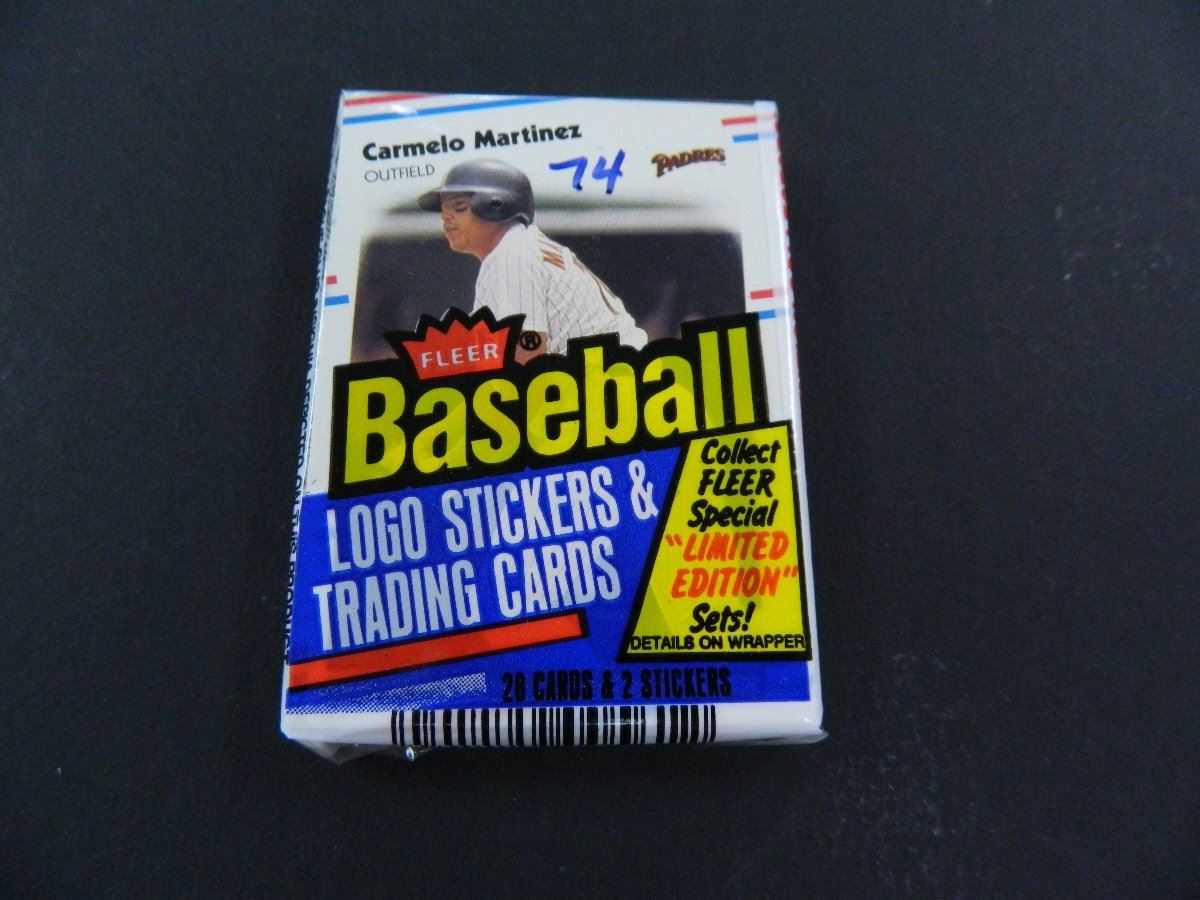 Carmelo Martinez
OUTFIELD
74
PADRES
FLEER ®
Baseball
LOGO STICKERS &
TRADING CARDS
Collect
FLEER
Special
"LIMITED
EDITION"
Sets!
DETAILS ON WRAPPER
28 CARDS & 2 STICKERS